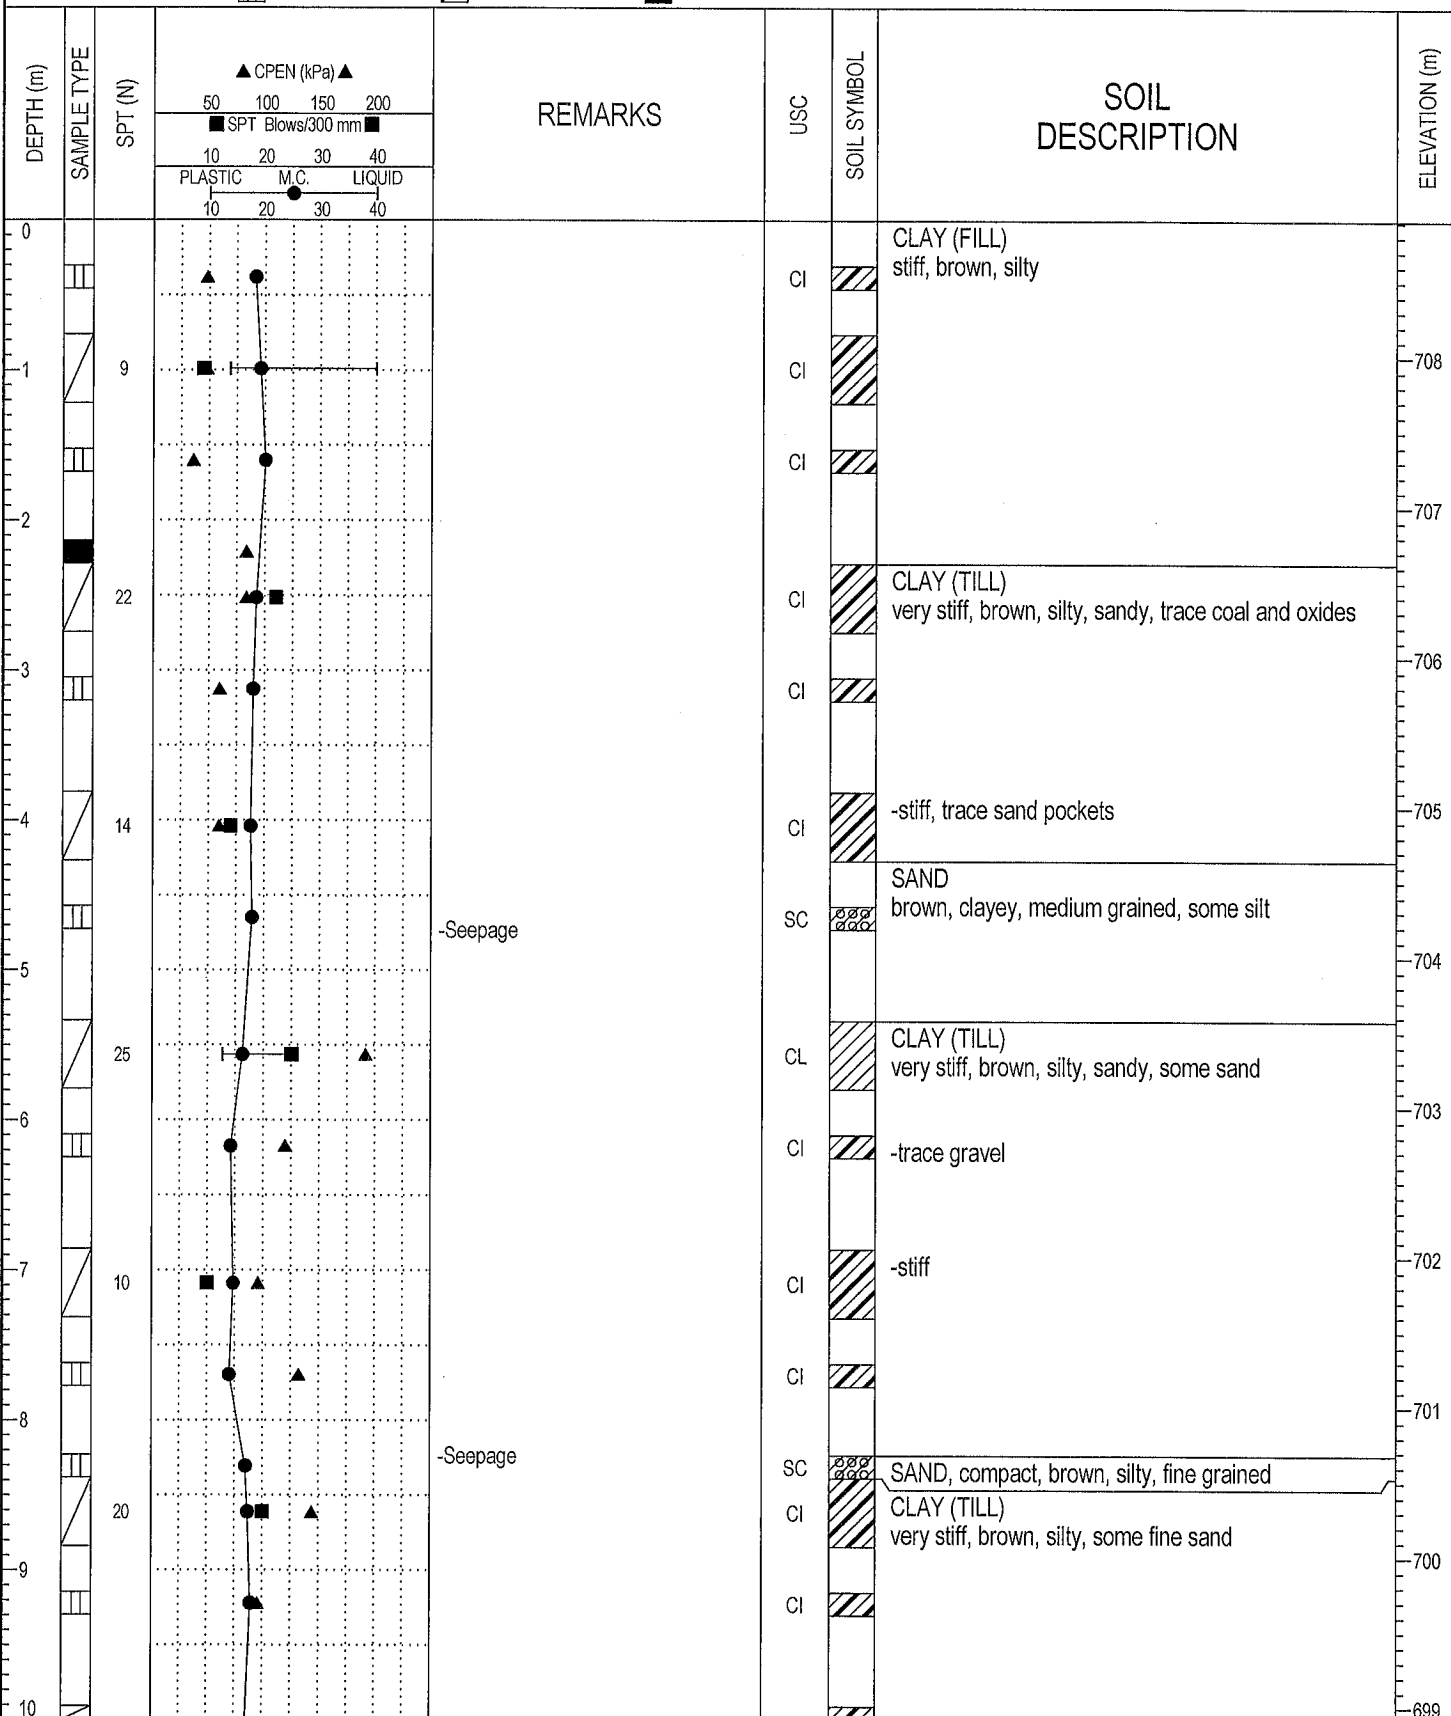 DEPTH (m)
SAMPLE TYPE
SPT (N)
▲ CPEN (kPa) ▲
50 100 150 200
■ SPT Blows/300 mm ■
10 20 30 40
PLASTIC M.C. LIQUID
10 20 30 40
REMARKS
USC
SOIL SYMBOL
SOIL
DESCRIPTION
ELEVATION (m)
0
CLAY (FILL)
CI stiff, brown, silty
1 9 CI 708
CI
2 707
CLAY (TILL)
22 CI very stiff, brown, silty, sandy, trace coal and oxides
3 706
CI
4 14 CI -stiff, trace sand pockets 705
SAND
SC brown, clayey, medium grained, some silt
-Seepage
5 704
CLAY (TILL)
25 CL very stiff, brown, silty, sandy, some sand
6 703
CI -trace gravel
7 702
10 CI -stiff
CI
8 701
-Seepage
SC SAND, compact, brown, silty, fine grained
20 CI CLAY (TILL)
very stiff, brown, silty, some fine sand
9 700
CI
10 699